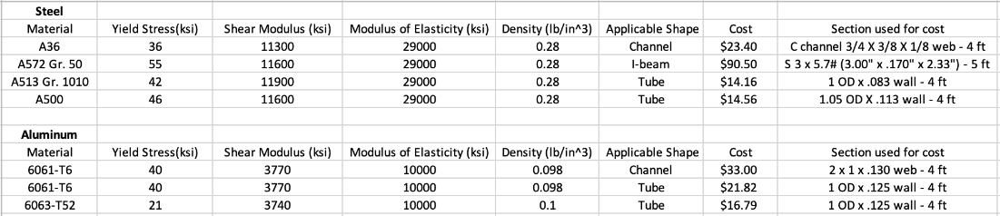 Steel
Material Yield Stress(ksi) Shear Modulus (ksi) Modulus of Elasticity (ksi) Density (lb/in^3) Applicable Shape Cost Section used for cost
A36 36 11300 29000 0.28 Channel $23.40 C channel 3/4 X 3/8 X 1/8 web - 4 ft
A572 Gr. 50 55 11600 29000 0.28 I-beam $90.50 S 3 x 5.7# (3.00" x .170" x 2.33") - 5 ft
A513 Gr. 1010 42 11900 29000 0.28 Tube $14.16 1 OD x .083 wall - 4 ft
A500 46 11600 29000 0.28 Tube $14.56 1.05 OD X .113 wall - 4 ft
Aluminum
Material Yield Stress(ksi) Shear Modulus (ksi) Modulus of Elasticity (ksi) Density (lb/in^3) Applicable Shape Cost Section used for cost
6061-T6 40 3770 10000 0.098 Channel $33.00 2 x 1 x .130 web - 4 ft
6061-T6 40 3770 10000 0.098 Tube $21.82 1 OD x .125 wall - 4 ft
6063-T52 21 3740 10000 0.1 Tube $16.79 1 OD x .125 wall - 4 ft